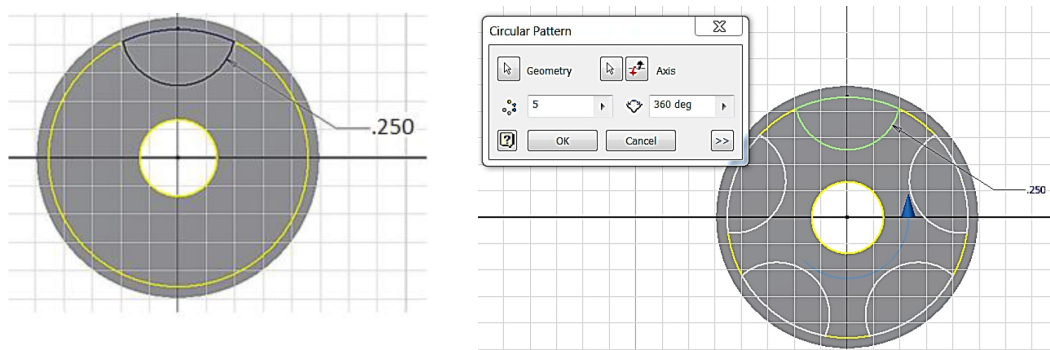 .250
Circular Pattern
Geometry
Axis
5
360 deg
OK
Cancel
>>
.250